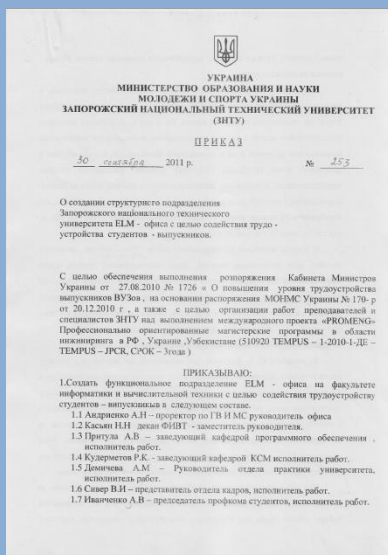 УКРАИНА
МИНИСТЕРСТВО ОБРАЗОВАНИЯ И НАУКИ
МОЛОДЕЖИ И СПОРТА УКРАИНЫ
ЗАПОРОЖСКИЙ НАЦИОНАЛЬНЫЙ ТЕХНИЧЕСКИЙ УНИВЕРСИТЕТ
(ЗНТУ)
ПРИКАЗ
30 сентября 2011 р. № 253
О создании структурного подразделения
Запорожского національного технического
университета ELM - офиса с целью содействия трудо -
устройства студентов - выпускников.
С целью обеспечения выполнения розпоряжения Кабинета Министров
Украины от 27.08.2010 № 1726 « О повышения уровня трудоустройства
выпускников ВУЗов , на основании распоряжения МОНМС Украины № 170- р
от 20.12.2010 г , а также с целью организации работ преподавателей и
специалистов ЗНТУ над выполнением международного проекта «PROMENG»
Профессионально ориентированные магистерские программы в области
инжиниринга в РФ , Украине ,Узбекистане (510920 TEMPUS – 1-2010-1-ДЕ –
TEMPUS – JPCR, СРОК – 3года )
ПРИКАЗЫВАЮ:
1.Создать функциональное подразделение ELM - офиса на факультете
информатики и вычислительной техники с целью содействия трудоустройству
студентов – випускникыв в следующем составе.
1.1 Андриенко А.Н – проректор по ГВ И МС руководитель офиса
1.2 Касьян Н.Н декан ФИВТ - заместитель руководителя.
1.3 Притула А.В – заведующий кафедрой программного обеспечения ,
исполнитель работ.
1.4 Кудерметов Р.К. - заведующий кафедрой КСМ исполнитель работ.
1.5 Демичева А.М – Руководитель отдела практики университета,
исполнитель работ.
1.6 Сивер В.И – представитель отдела кадров, исполнитель работ.
1.7 Иванченко А.В – председатель профкома студентов, исполнитель работ.